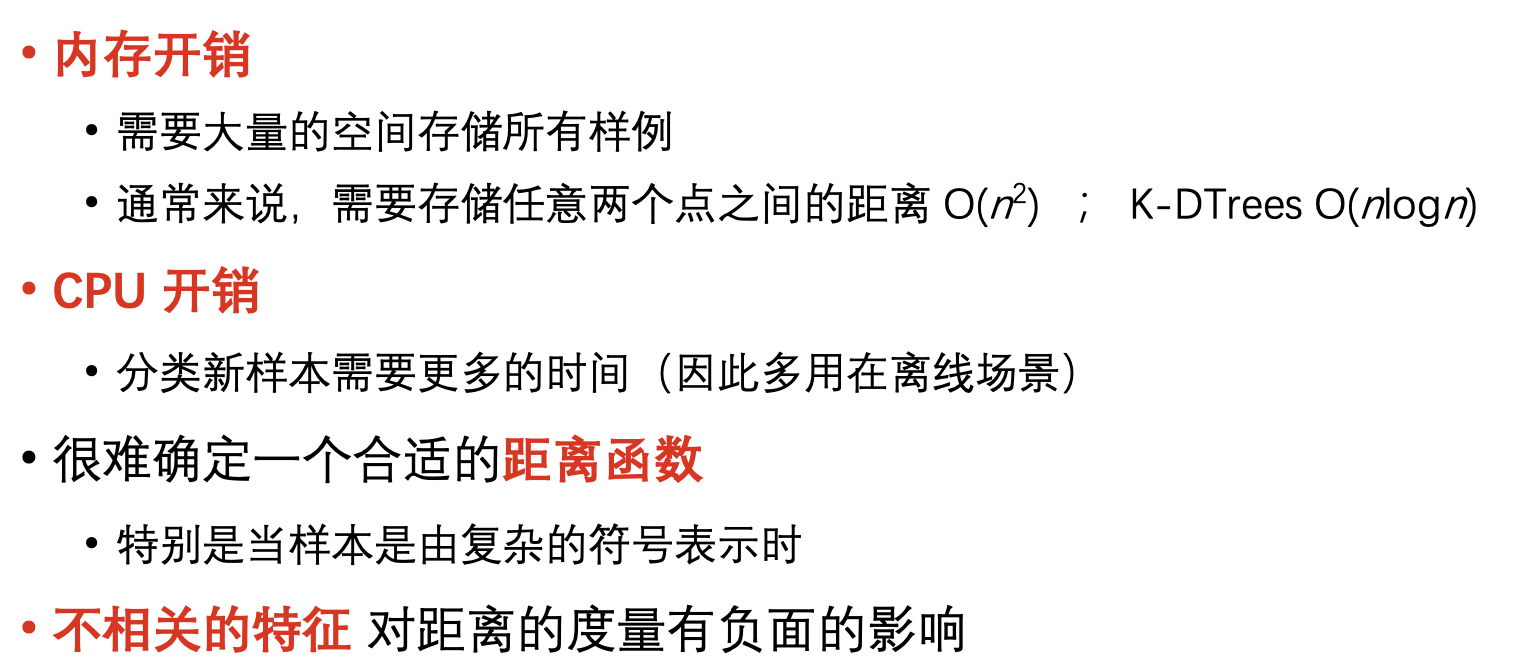 • 内存开销
• 需要大量的空间存储所有样例
• 通常来说，需要存储任意两个点之间的距离 O(n²) ； K-DTrees O(nlogn)
• CPU 开销
• 分类新样本需要更多的时间（因此多用在离线场景）
• 很难确定一个合适的距离函数
• 特别是当样本是由复杂的符号表示时
• 不相关的特征 对距离的度量有负面的影响